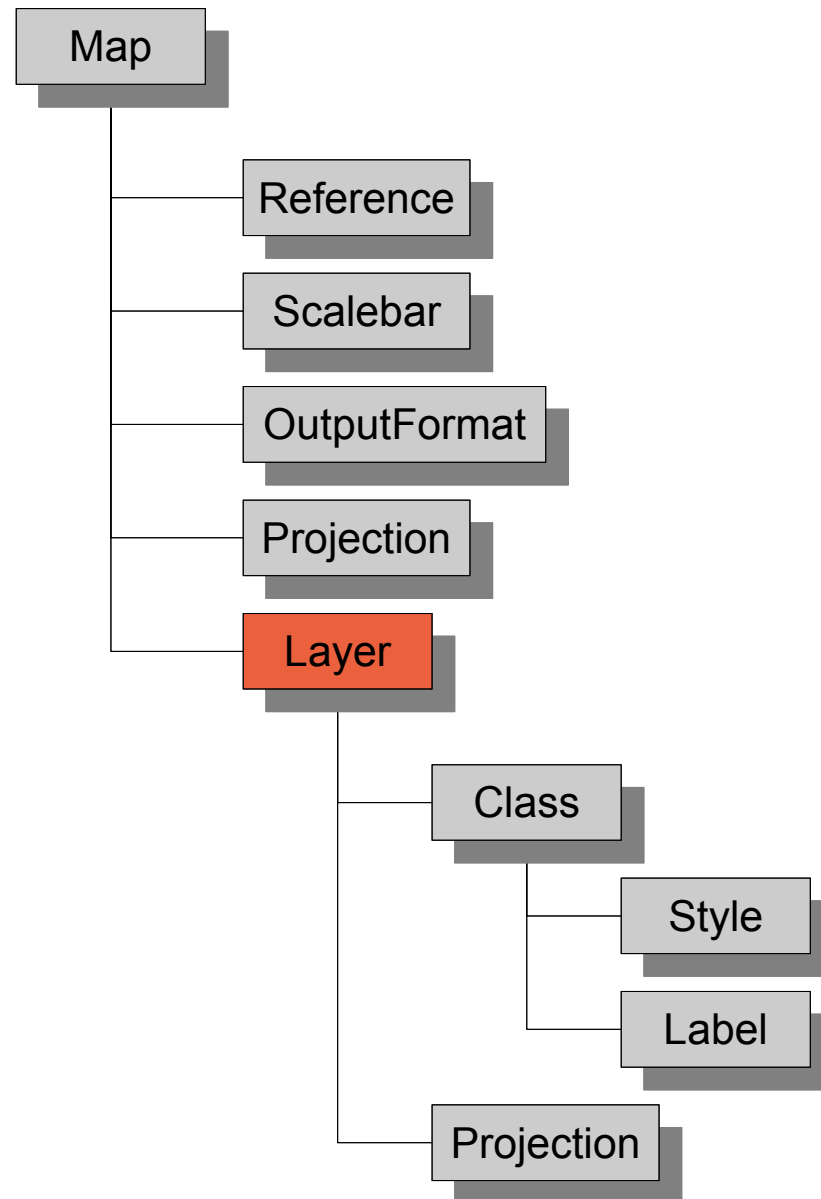 Map
Reference
Scalebar
OutputFormat
Projection
Layer
Class
Style
Label
Projection